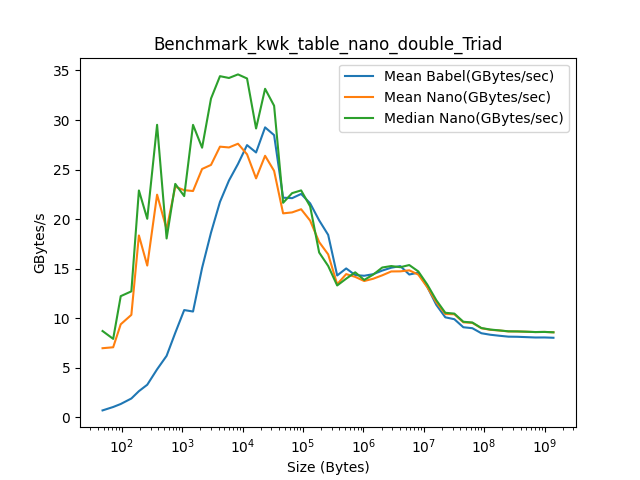 Benchmark_kwk_table_nano_double_Triad
Mean Babel(GBytes/sec)
Mean Nano(GBytes/sec)
Median Nano(GBytes/sec)
GBytes/s
35
30
25
20
15
10
5
0
10² 10³ 10⁴ 10⁵ 10⁶ 10⁷ 10⁸ 10⁹
Size (Bytes)